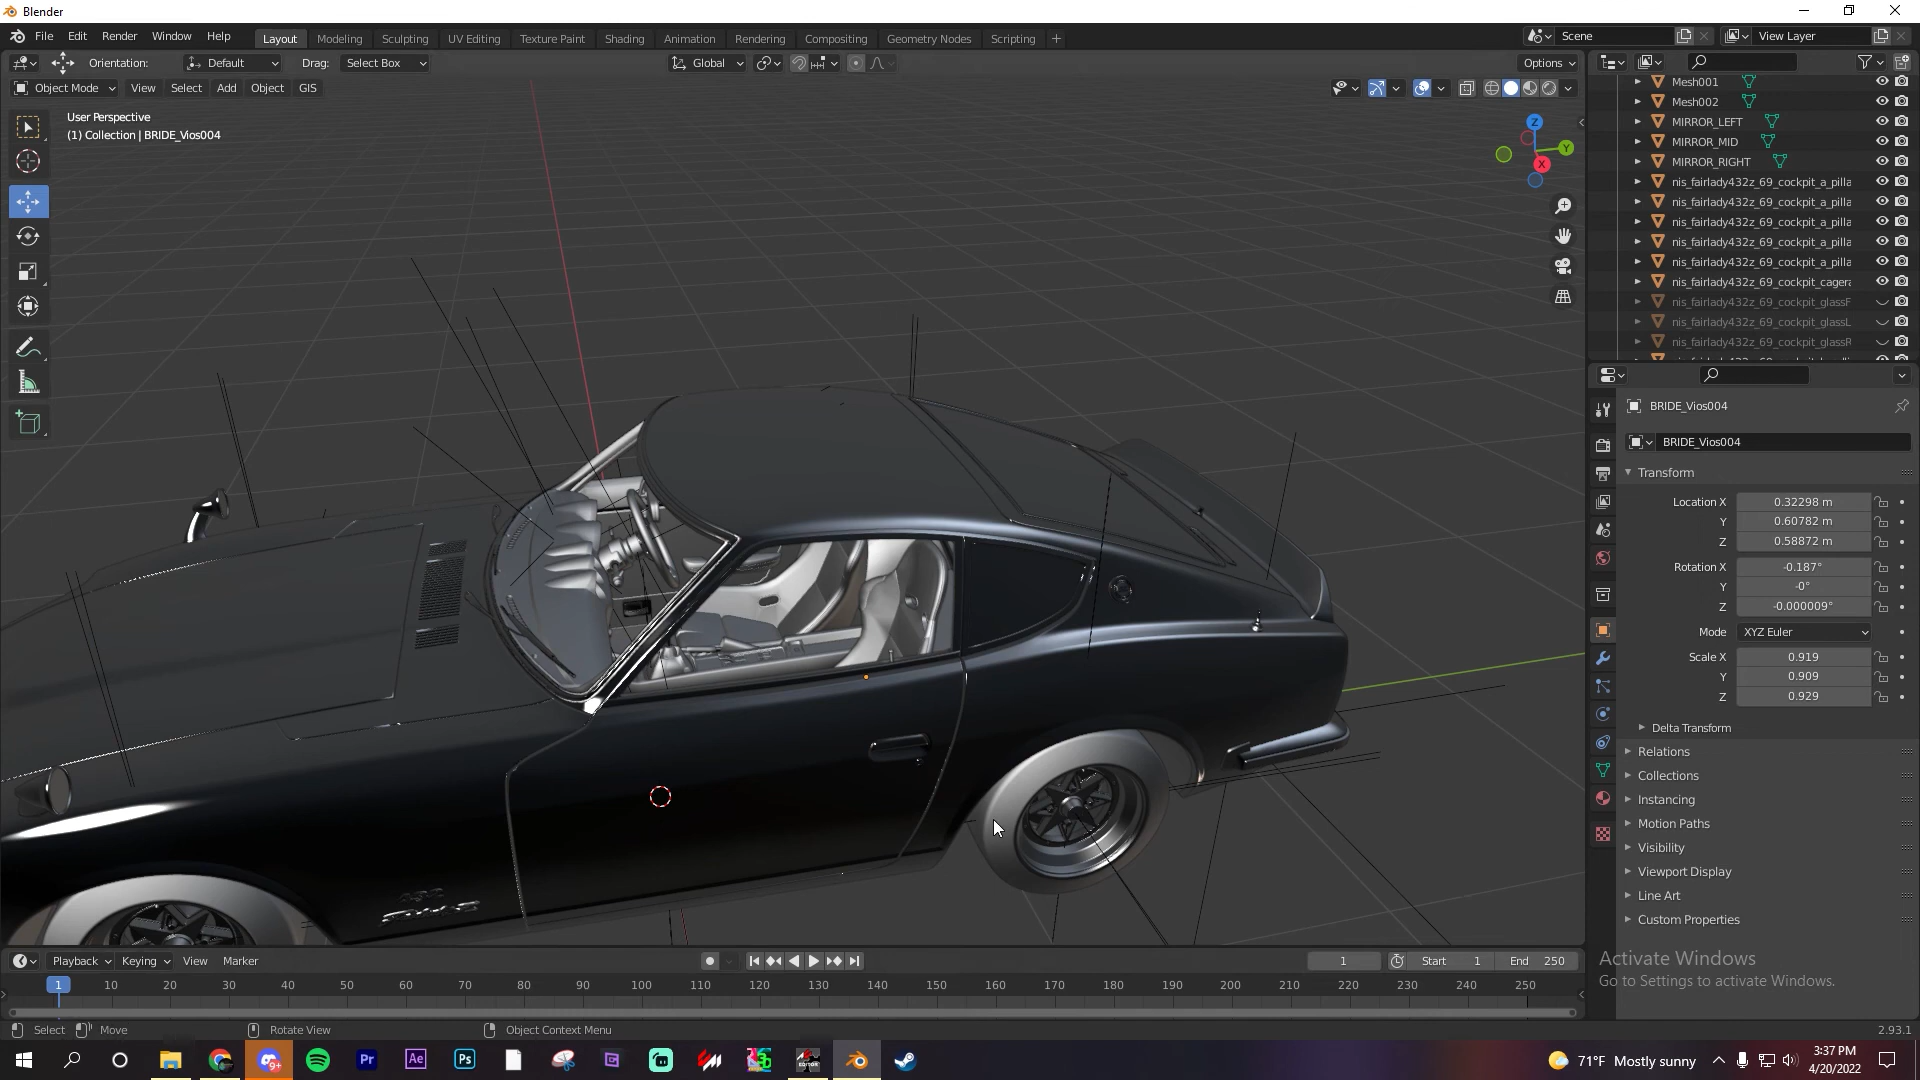 Blender
File Edit Render Window Help
Layout Modeling Sculpting UV Editing Texture Paint Shading Animation Rendering Compositing Geometry Nodes Scripting
Scene View Layer
Orientation: Default Drag: Select Box Global Options
Object Mode View Select Add Object GIS
User Perspective
(1) Collection | BRIDE_Vios004
Z
Y
X
Mesh001
Mesh002
MIRROR_LEFT
MIRROR_MID
MIRROR_RIGHT
nis_fairlady432z_69_cockpit_a_pilla
nis_fairlady432z_69_cockpit_a_pilla
nis_fairlady432z_69_cockpit_a_pilla
nis_fairlady432z_69_cockpit_a_pilla
nis_fairlady432z_69_cockpit_a_pilla
nis_fairlady432z_69_cockpit_cagera
nis_fairlady432z_69_cockpit_glassF
nis_fairlady432z_69_cockpit_glassL
nis_fairlady432z_69_cockpit_glassR
BRIDE_Vios004
BRIDE_Vios004
Transform
Location X 0.32298 m
Y 0.60782 m
Z 0.58872 m
Rotation X -0.187°
Y -0°
Z -0.000009°
Mode XYZ Euler
Scale X 0.919
Y 0.909
Z 0.929
Delta Transform
Relations
Collections
Instancing
Motion Paths
Visibility
Viewport Display
Line Art
Custom Properties
Activate Windows
Go to Settings to activate Windows.
Playback Keying View Marker 1 Start 1 End 250
1 10 20 30 40 50 60 70 80 90 100 110 120 130 140 150 160 170 180 190 200 210 220 230 240 250
Select Move Rotate View Object Context Menu 2.93.1
9+ Pr Ae Ps 71°F Mostly sunny 3:37 PM
4/20/2022